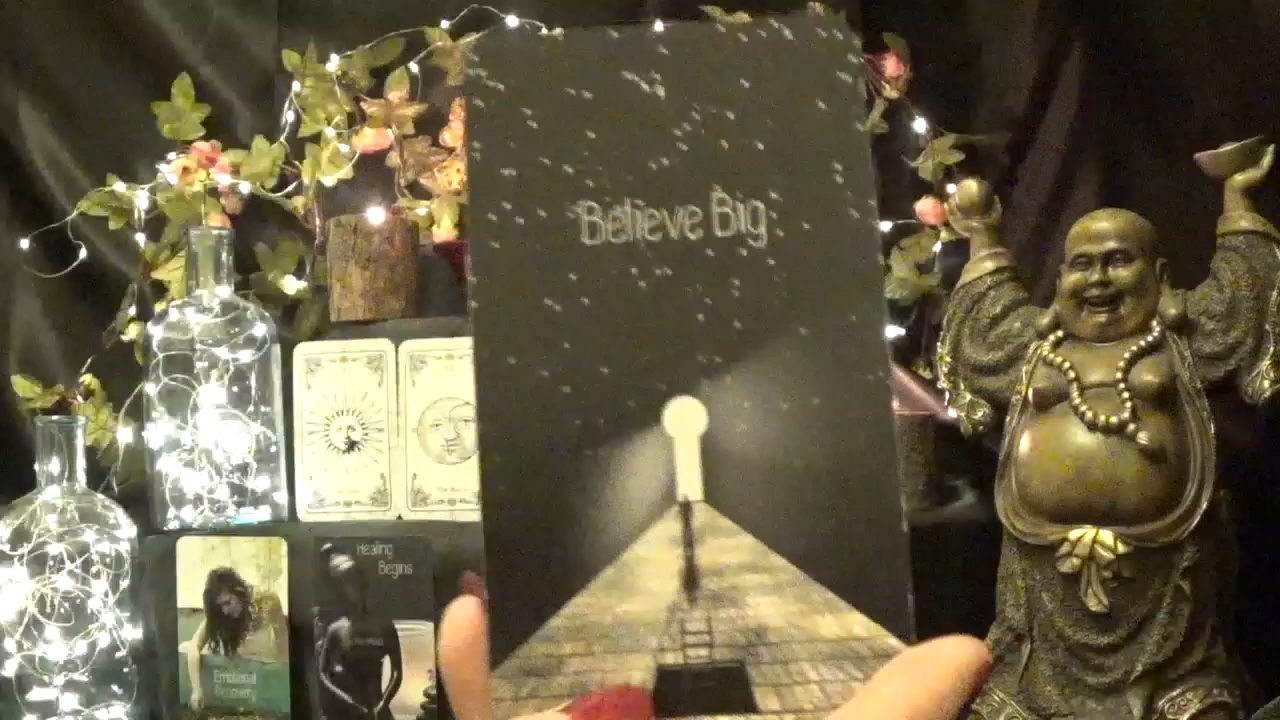 Believe Big
Healing
Begins
Emotional
Recovery